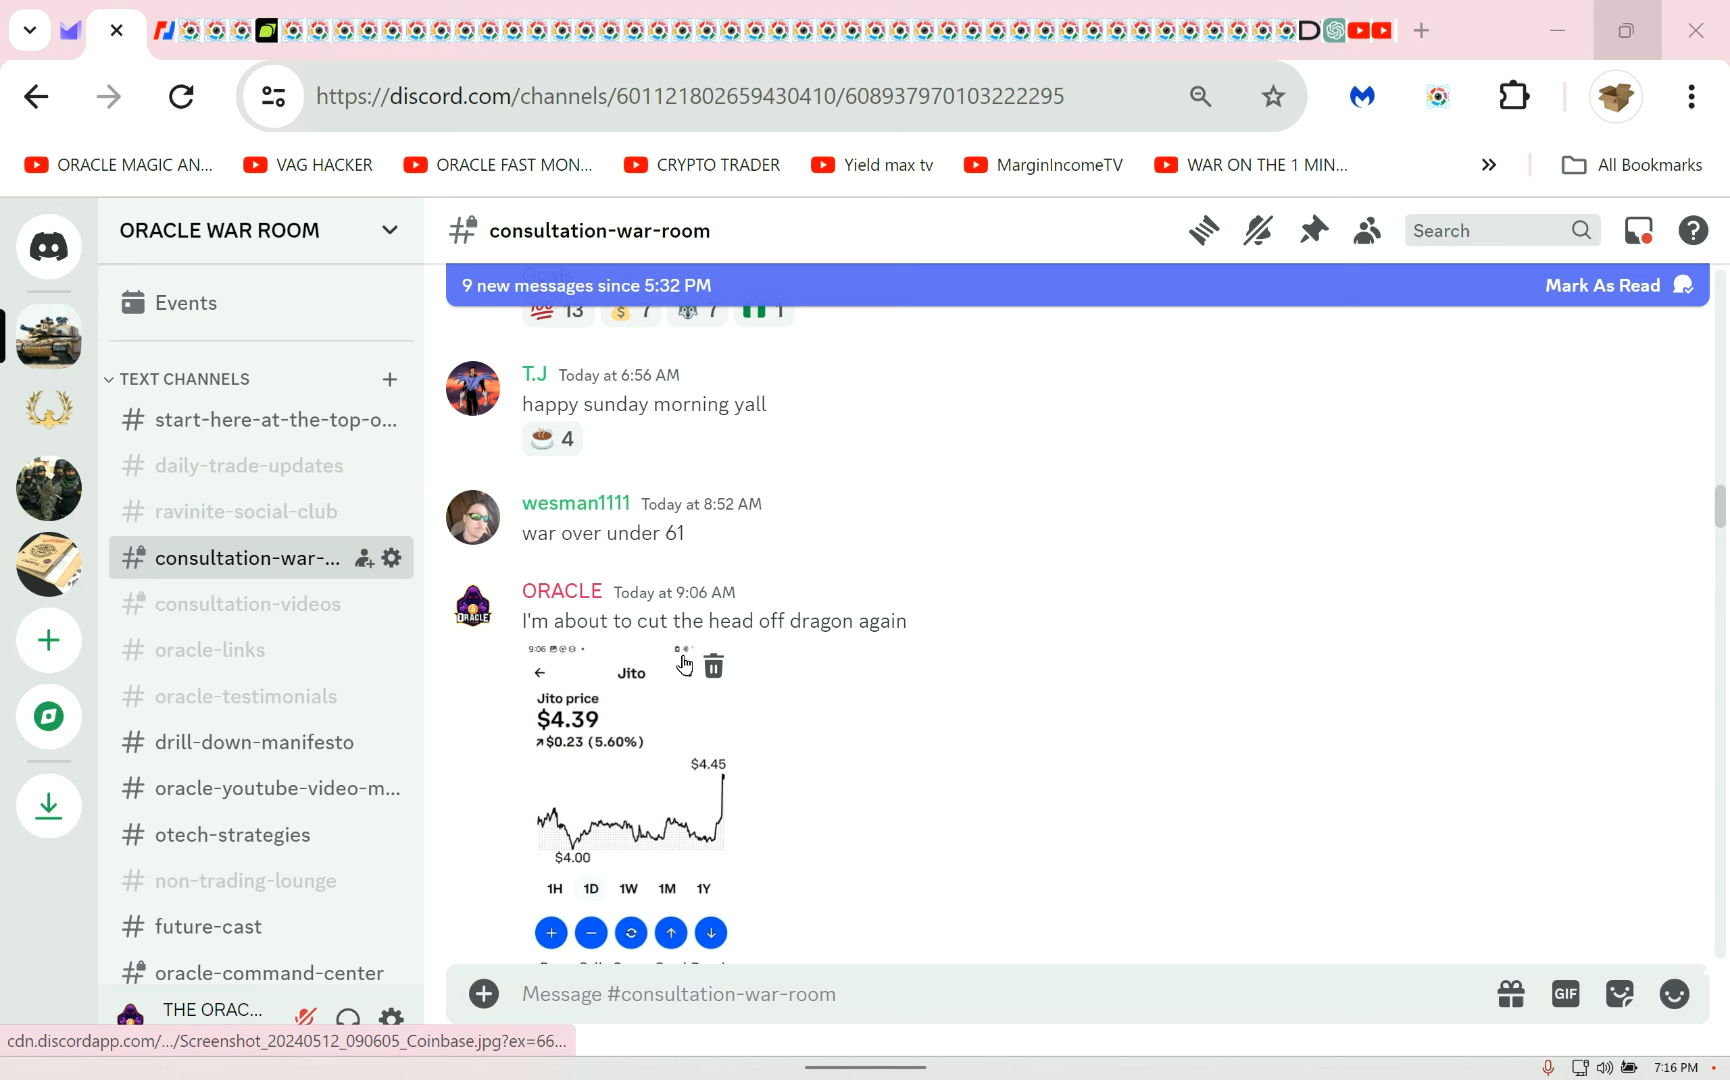 https://discord.com/channels/601121802659430410/608937970103222295
ORACLE MAGIC AN... VAG HACKER ORACLE FAST MON... CRYPTO TRADER Yield max tv MarginIncomeTV WAR ON THE 1 MIN... » All Bookmarks
ORACLE WAR ROOM
Events
TEXT CHANNELS
# start-here-at-the-top-o...
# daily-trade-updates
# ravinite-social-club
# consultation-war-...
# consultation-videos
# oracle-links
# oracle-testimonials
# drill-down-manifesto
# oracle-youtube-video-m...
# otech-strategies
# non-trading-lounge
# future-cast
# oracle-command-center
THE ORAC...
# consultation-war-room
Search
9 new messages since 5:32 PM Mark As Read
Goals
13 7 7 1
T.J Today at 6:56 AM
happy sunday morning yall
4
wesman1111 Today at 8:52 AM
war over under 61
ORACLE Today at 9:06 AM
ORACLE
I'm about to cut the head off dragon again
9:06
Jito
Jito price
$4.39
↗$0.23 (5.60%)
$4.45
$4.00
1H 1D 1W 1M 1Y
Message #consultation-war-room
GIF
cdn.discordapp.com/.../Screenshot_20240512_090605_Coinbase.jpg?ex=66...
7:16 PM